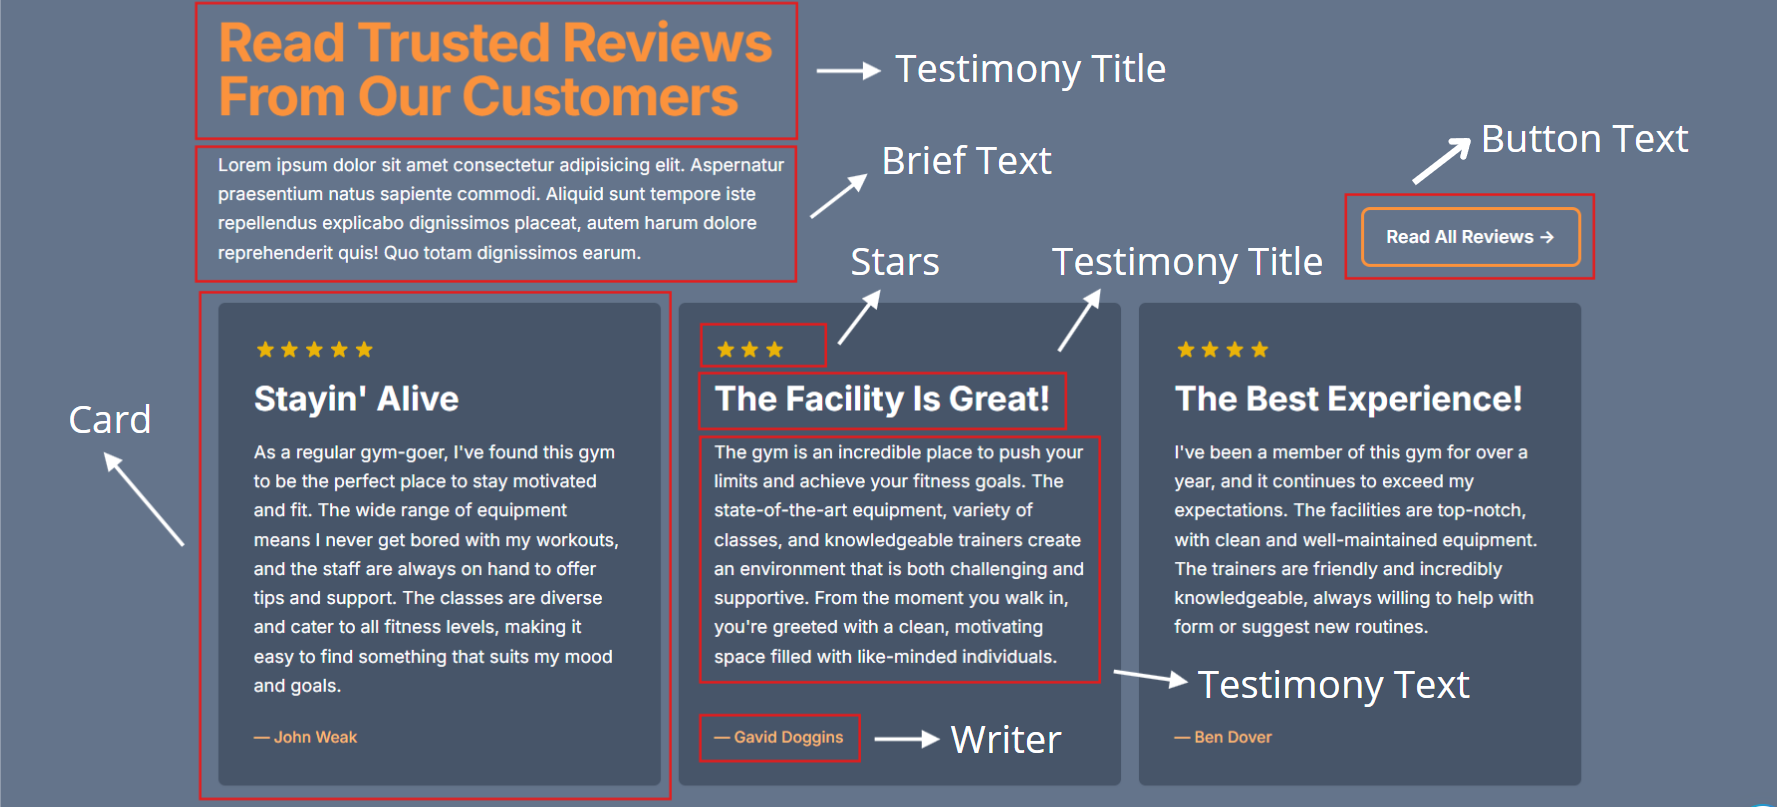 Read Trusted Reviews
From Our Customers
Testimony Title
Lorem ipsum dolor sit amet consectetur adipisicing elit. Aspernatur
praesentium natus sapiente commodi. Aliquid sunt tempore iste
repellendus explicabo dignissimos placeat, autem harum dolore
reprehenderit quis! Quo totam dignissimos earum.
Brief Text
Button Text
Read All Reviews →
Stars
Testimony Title
Card
Stayin' Alive
As a regular gym-goer, I've found this gym
to be the perfect place to stay motivated
and fit. The wide range of equipment
means I never get bored with my workouts,
and the staff are always on hand to offer
tips and support. The classes are diverse
and cater to all fitness levels, making it
easy to find something that suits my mood
and goals.
— John Weak
The Facility Is Great!
The gym is an incredible place to push your
limits and achieve your fitness goals. The
state-of-the-art equipment, variety of
classes, and knowledgeable trainers create
an environment that is both challenging and
supportive. From the moment you walk in,
you're greeted with a clean, motivating
space filled with like-minded individuals.
— Gavid Doggins
Writer
The Best Experience!
I've been a member of this gym for over a
year, and it continues to exceed my
expectations. The facilities are top-notch,
with clean and well-maintained equipment.
The trainers are friendly and incredibly
knowledgeable, always willing to help with
form or suggest new routines.
Testimony Text
— Ben Dover